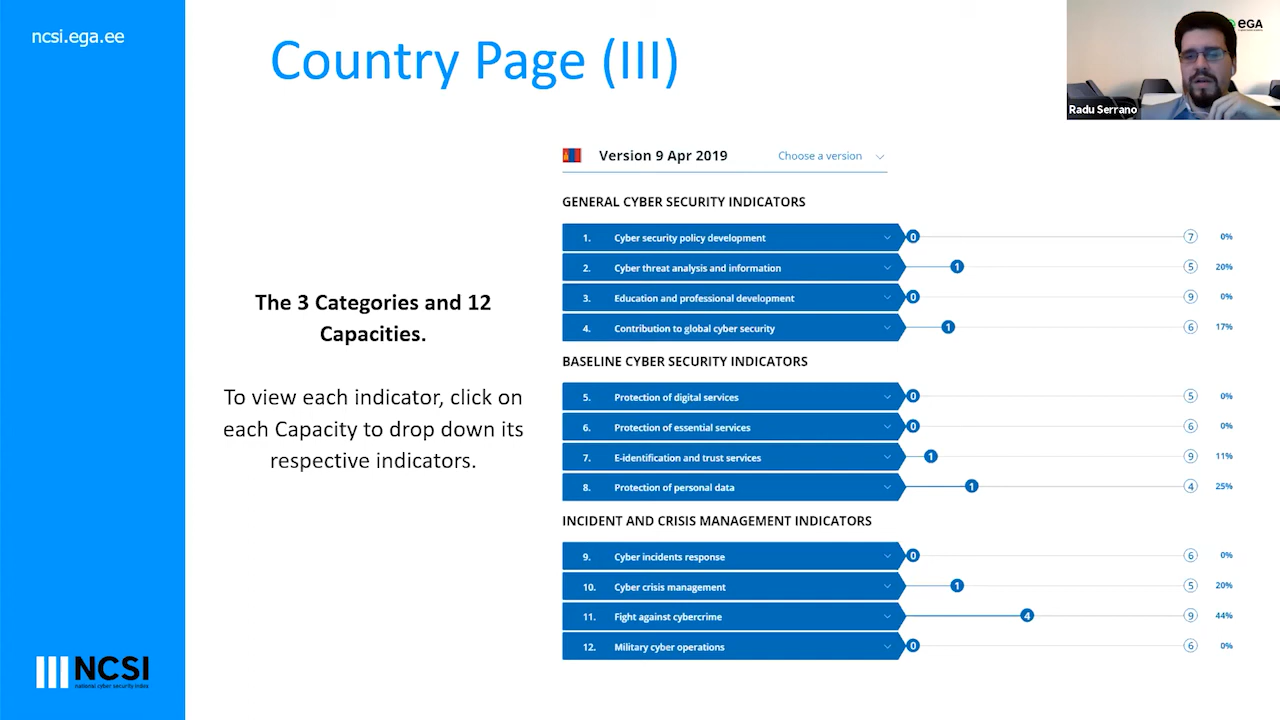 ncsi.ega.ee
Country Page (III)
eGA
Radu Serrano
Version 9 Apr 2019
Choose a version
The 3 Categories and 12
Capacities.
To view each indicator, click on
each Capacity to drop down its
respective indicators.
GENERAL CYBER SECURITY INDICATORS
1. Cyber security policy development 0 7 0%
2. Cyber threat analysis and information 1 5 20%
3. Education and professional development 0 9 0%
4. Contribution to global cyber security 1 6 17%
BASELINE CYBER SECURITY INDICATORS
5. Protection of digital services 0 5 0%
6. Protection of essential services 0 6 0%
7. E-identification and trust services 1 9 11%
8. Protection of personal data 1 4 25%
INCIDENT AND CRISIS MANAGEMENT INDICATORS
9. Cyber incidents response 0 6 0%
10. Cyber crisis management 1 5 20%
11. Fight against cybercrime 4 9 44%
12. Military cyber operations 0 6 0%
NCSI
national cyber security index